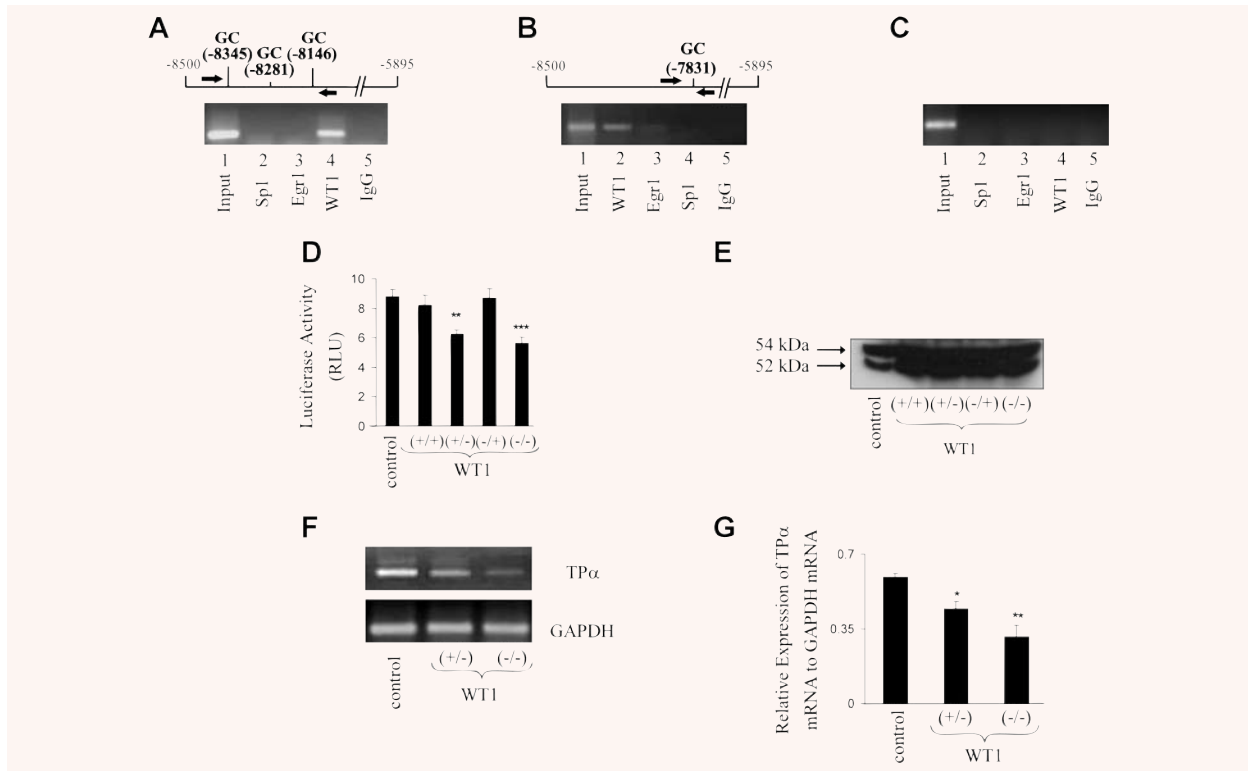 A
GC
(-8345)
GC
(-8281)
GC
(-8146)
-8500
-5895
1 2 3 4 5
Input
Sp1
Egr1
WT1
IgG
B
GC
(-7831)
-8500
-5895
1 2 3 4 5
Input
WT1
Egr1
Sp1
IgG
C
1 2 3 4 5
Input
Sp1
Egr1
WT1
IgG
D
Luciferase Activity
(RLU)
10
8
6
4
2
0
**
***
control
(+/+) (+/-) (-/+) (-/-)
WT1
E
54 kDa
52 kDa
control
(+/+) (+/-) (-/+) (-/-)
WT1
F
TPα
GAPDH
control
(+/-) (-/-)
WT1
G
Relative Expression of TPα
mRNA to GAPDH mRNA
0.7
0.35
0
*
**
control
(+/-) (-/-)
WT1